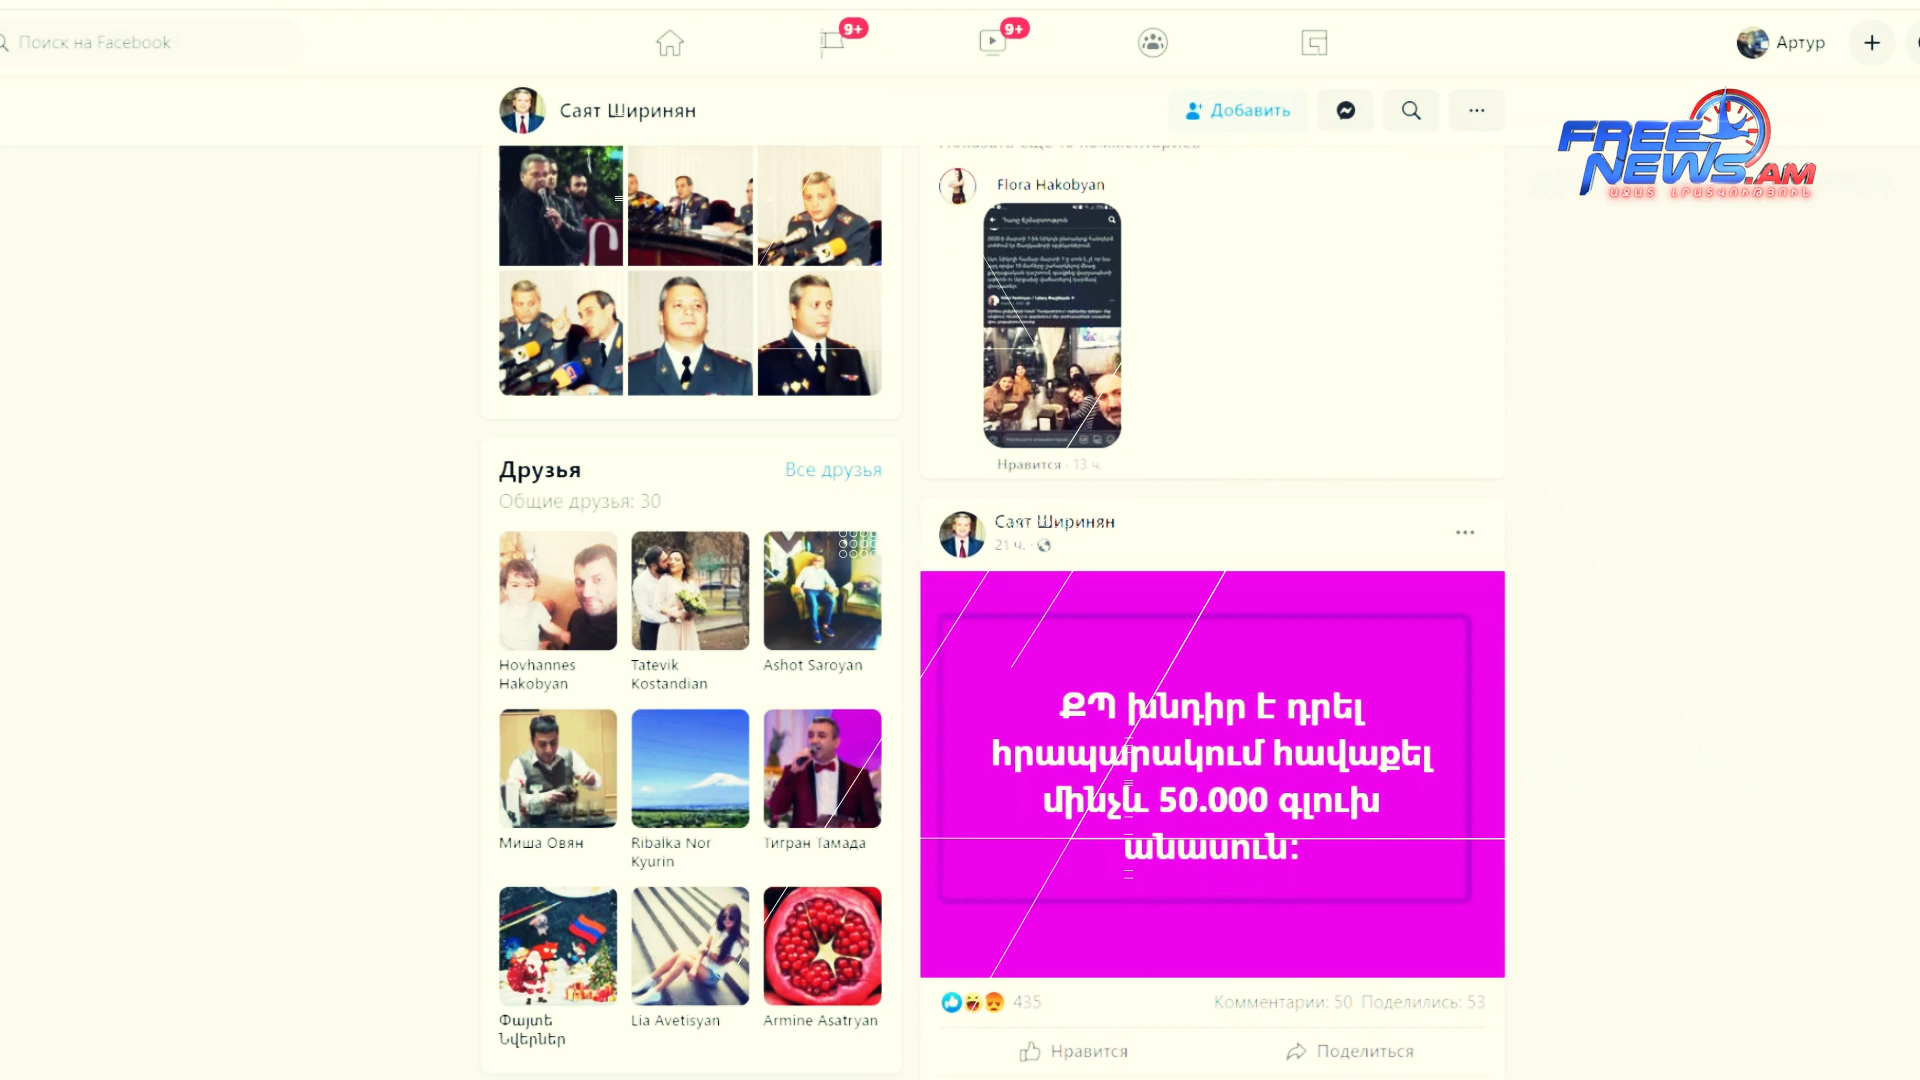 Поиск на Facebook
9+
9+
Артур
Саят Ширинян
Добавить
FREE
NEWS.AM
ԱԶԱՏ ԼՐԱՏՎՈՒԹՅՈՒՆ
Друзья
Все друзья
Общие друзья: 30
Hovhannes
Hakobyan
Tatevik
Kostandian
Ashot Saroyan
Миша Овян
Ribalka Nor
Kyurin
Тигран Тамада
Փայտե
Նվերներ
Lia Avetisyan
Armine Asatryan
Flora Hakobyan
Нравится · 13 ч.
Саят Ширинян
21 ч. ·
ՔՊ խնդիր է դրել
հրապարակում հավաքել
մինչև 50.000 գլուխ
անասուն:
435
Комментарии: 50 Поделились: 53
Нравится
Поделиться